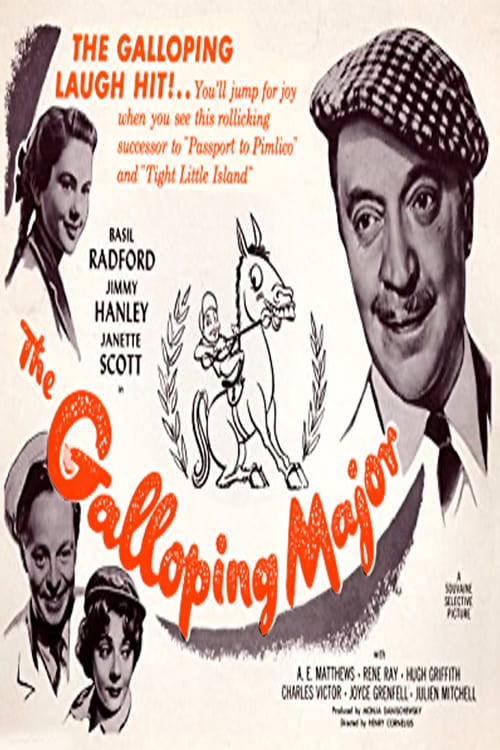 THE GALLOPING
LAUGH HIT!.. You'll jump for joy
when you see this rollicking
successor to "Passport to Pimlico"
and "Tight Little Island"
BASIL
RADFORD
JIMMY
HANLEY
JANETTE
SCOTT
in
The
Galloping Major
A
SOUVAINE
SELECTIVE
PICTURE
with
A. E. MATTHEWS · RENE RAY · HUGH GRIFFITH
CHARLES VICTOR · JOYCE GRENFELL · JULIEN MITCHELL
Produced by MONJA DANISCHEWSKY
Directed by HENRY CORNELIUS